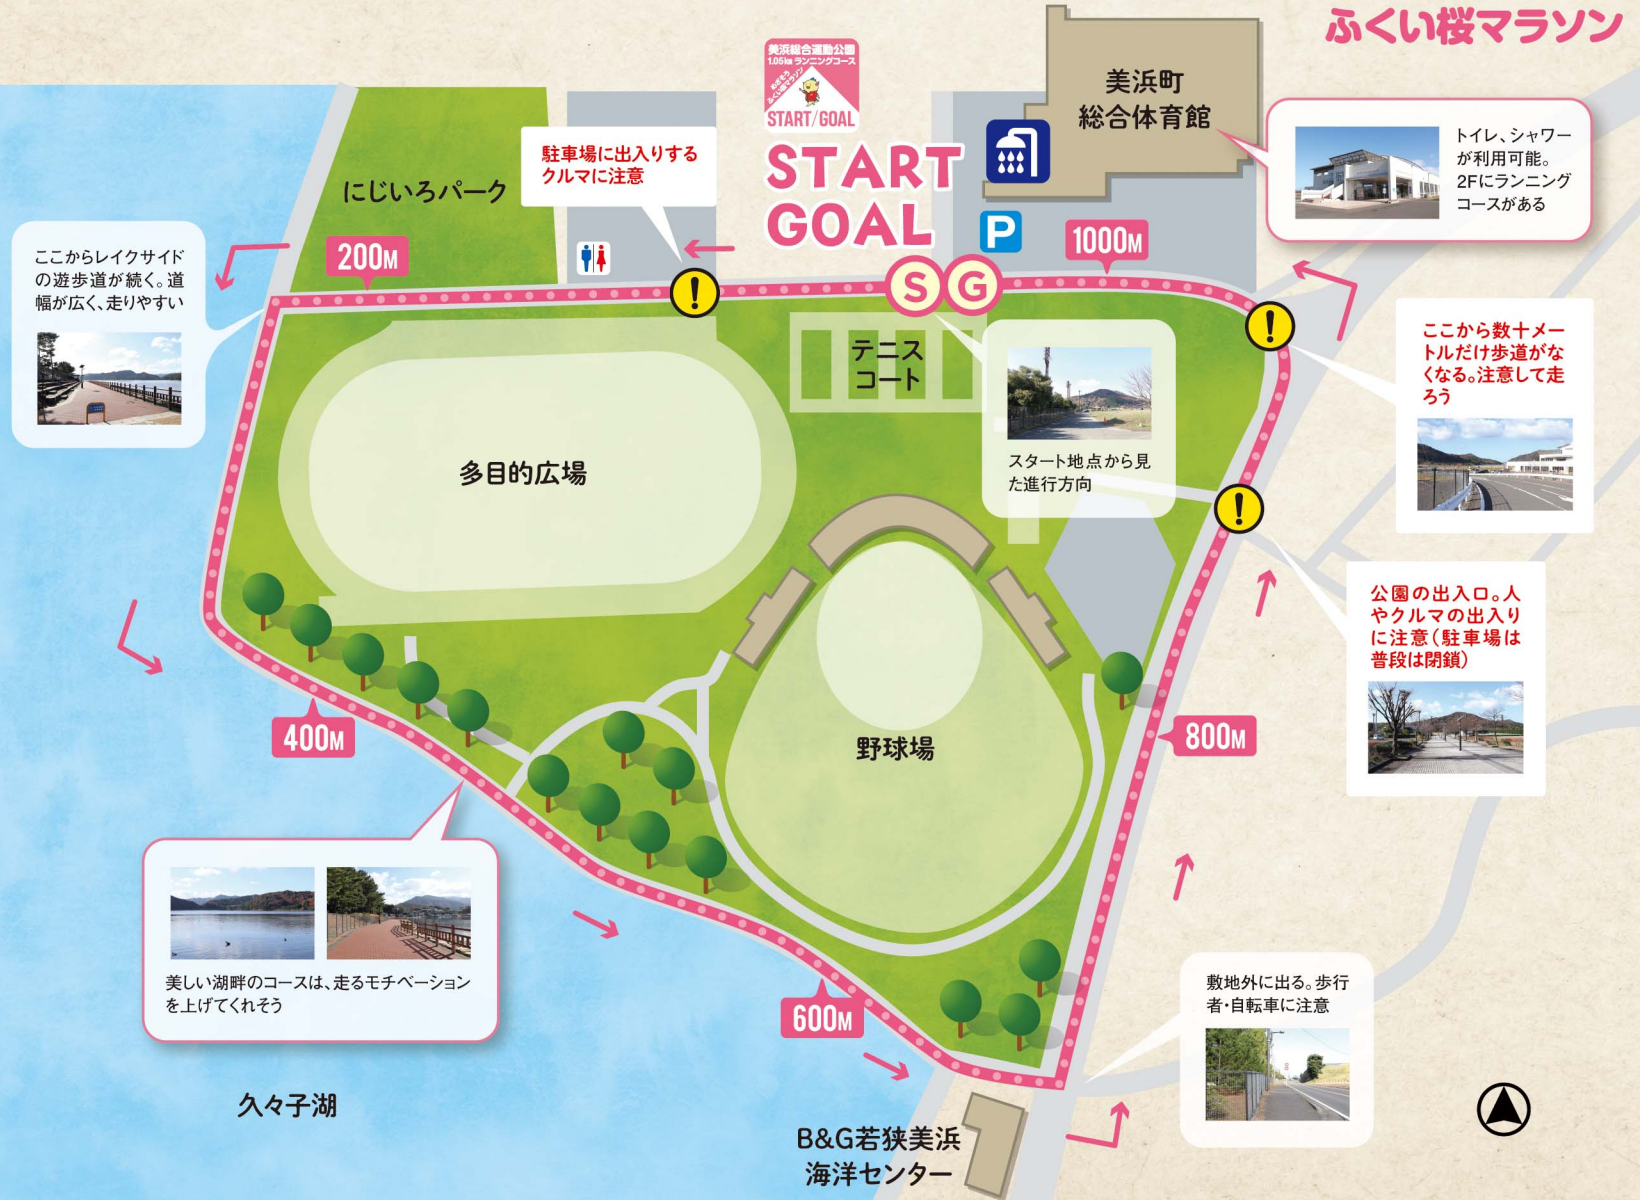 ふくい桜マラソン
美浜総合運動公園
1.05km ランニングコース
めざそう
ふくい桜マラソン
START/GOAL
START
GOAL
美浜町
総合体育館
トイレ、シャワー
が利用可能。
2Fにランニング
コースがある
駐車場に出入りする
クルマに注意
にじいろパーク
200M
P
1000M
S G
ここからレイクサイド
の遊歩道が続く。道
幅が広く、走りやすい
テニス
コート
スタート地点から見
た進行方向
ここから数十メー
トルだけ歩道がな
くなる。注意して走
ろう
多目的広場
公園の出入口。人
やクルマの出入り
に注意（駐車場は
普段は閉鎖）
400M
野球場
800M
美しい湖畔のコースは、走るモチベーション
を上げてくれそう
600M
敷地外に出る。歩行
者・自転車に注意
久々子湖
B&G若狭美浜
海洋センター